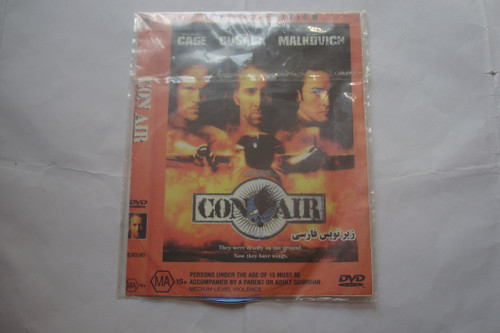 CAGE CUSACK MALKOVICH
CON AIR
DVD
CON AIR
زیرنویس فارسی
They were deadly on the ground.
Now they have wings.
MA 15+
PERSONS UNDER THE AGE OF 15 MUST BE
ACCOMPANIED BY A PARENT OR ADULT GUARDIAN
MEDIUM LEVEL VIOLENCE
DVD
MA